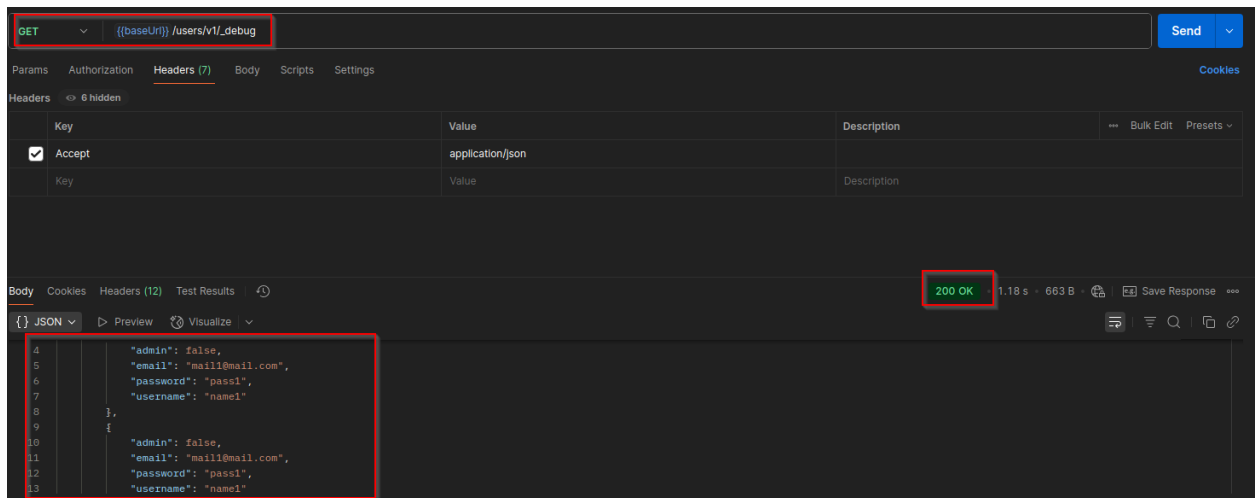 GET {{baseUrl}} /users/v1/_debug Send
Params Authorization Headers (7) Body Scripts Settings Cookies
Headers 6 hidden
Key Value Description ••• Bulk Edit Presets
Accept application/json
Key Value Description
Body Cookies Headers (12) Test Results 200 OK • 1.18 s • 663 B • e.g. Save Response •••
{} JSON Preview Visualize
4 "admin": false,
5 "email": "mail1@mail.com",
6 "password": "pass1",
7 "username": "name1"
8 },
9 {
10 "admin": false,
11 "email": "mail1@mail.com",
12 "password": "pass1",
13 "username": "name1"